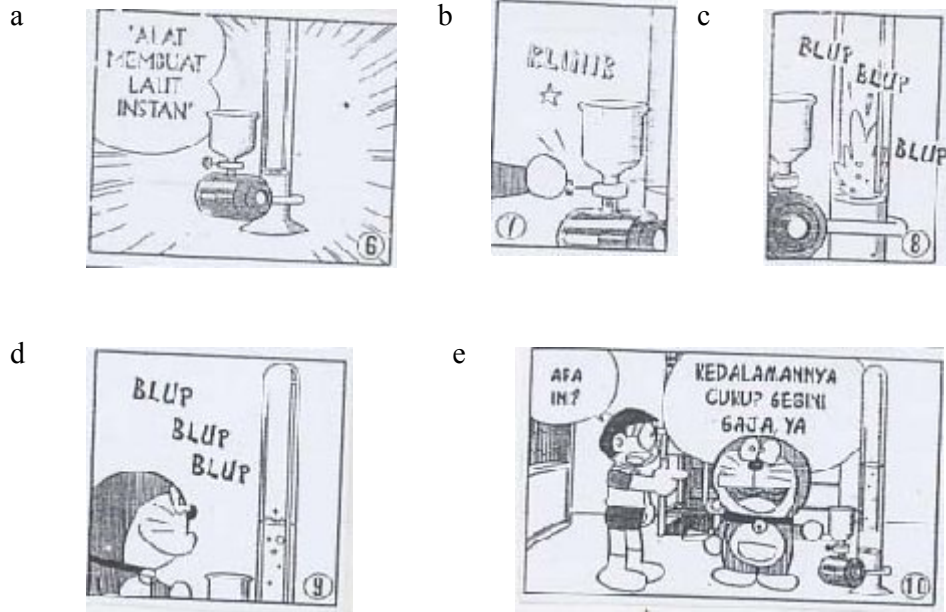 a
b
c
'ALAT
MEMBUAT
LAUT
INSTAN'
6
KLINIK
7
BLUP
BLUP
BLUP
8
d
e
BLUP
BLUP
BLUP
9
APA
INI?
KEDALAMANNYA
CUKUP SEGINI
SAJA, YA
10